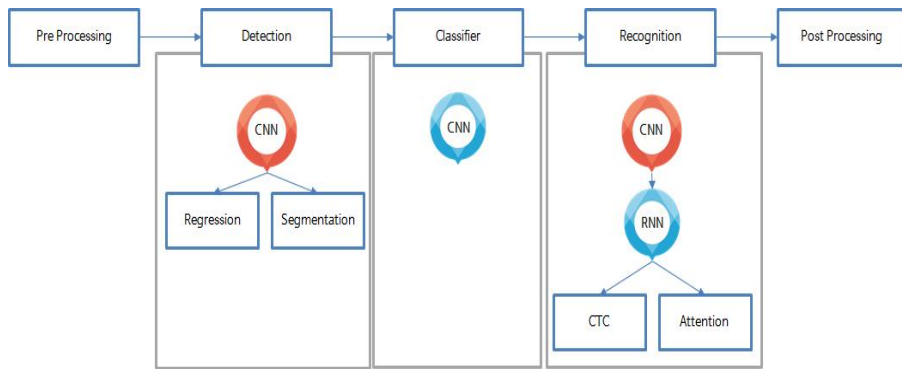 Pre Processing
Detection
Classifier
Recognition
Post Processing
CNN
CNN
CNN
Regression
Segmentation
RNN
CTC
Attention